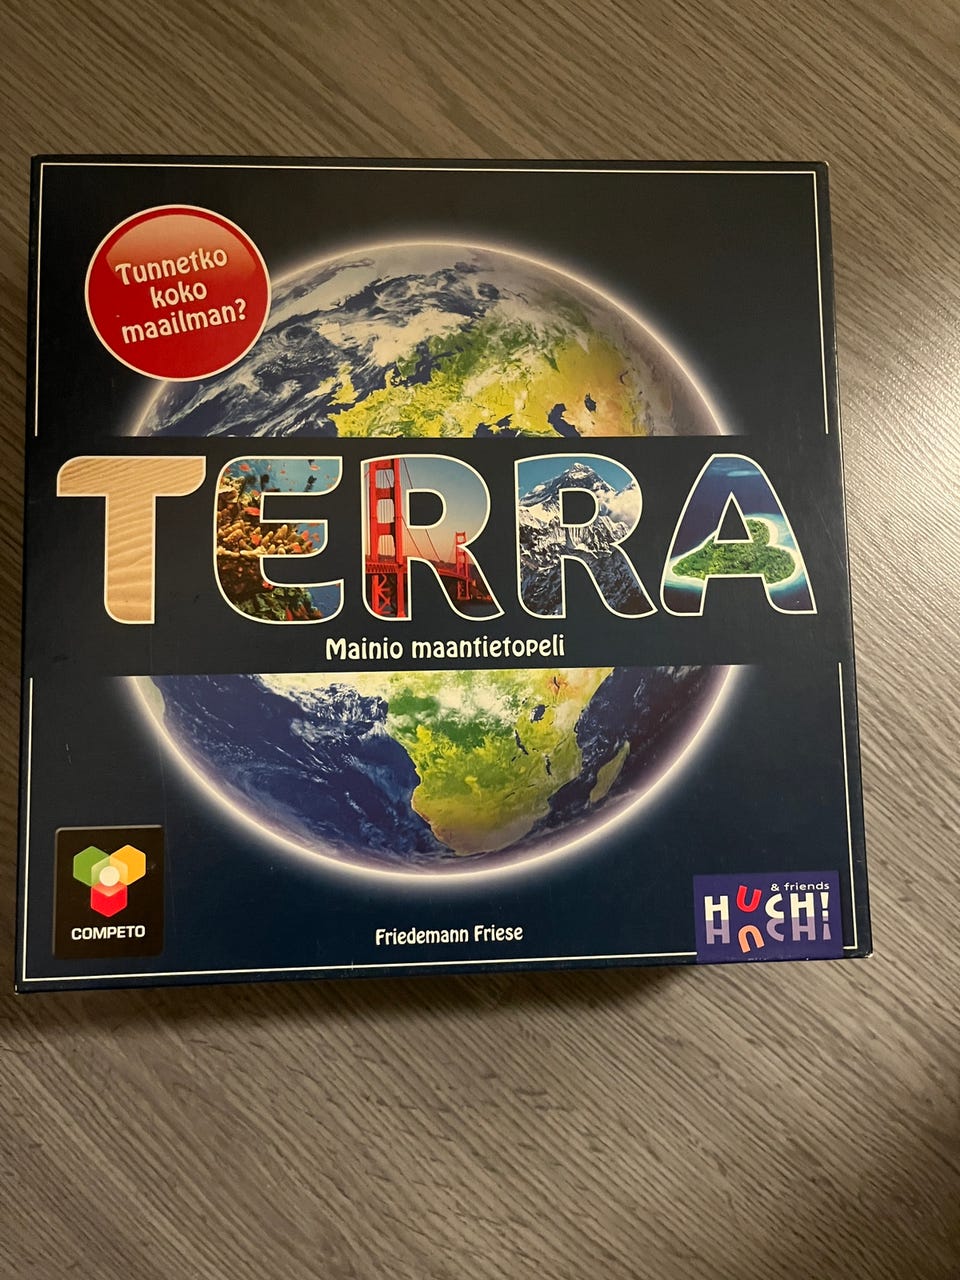 Tunnetko
koko
maailman?
TERRA
Mainio maantietopeli
COMPETO
Friedemann Friese
& friends
HUCH!